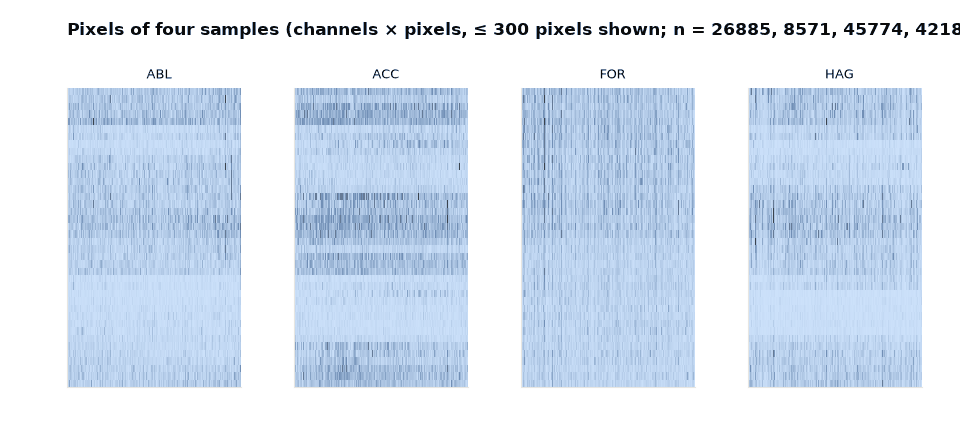 Pixels of four samples (channels × pixels, ≤ 300 pixels shown; n = 26885, 8571, 45774, 4218
ABL
ACC
FOR
HAG